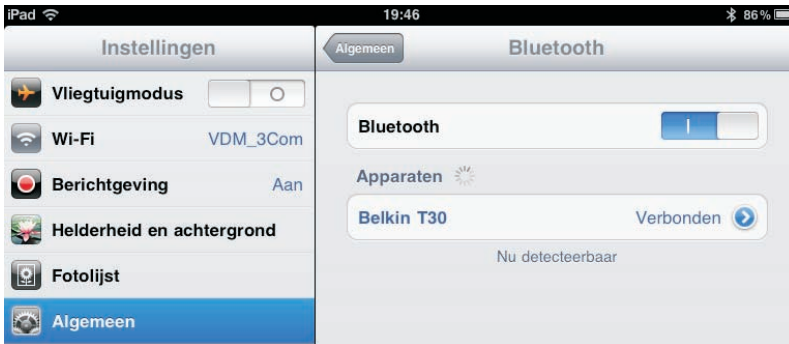 iPad 19:46 86%
Instellingen
Vliegtuigmodus O
Wi-Fi VDM_3Com
Berichtgeving Aan
Helderheid en achtergrond
Fotolijst
Algemeen
Algemeen Bluetooth
Bluetooth I
Apparaten
Belkin T30 Verbonden
Nu detecteerbaar